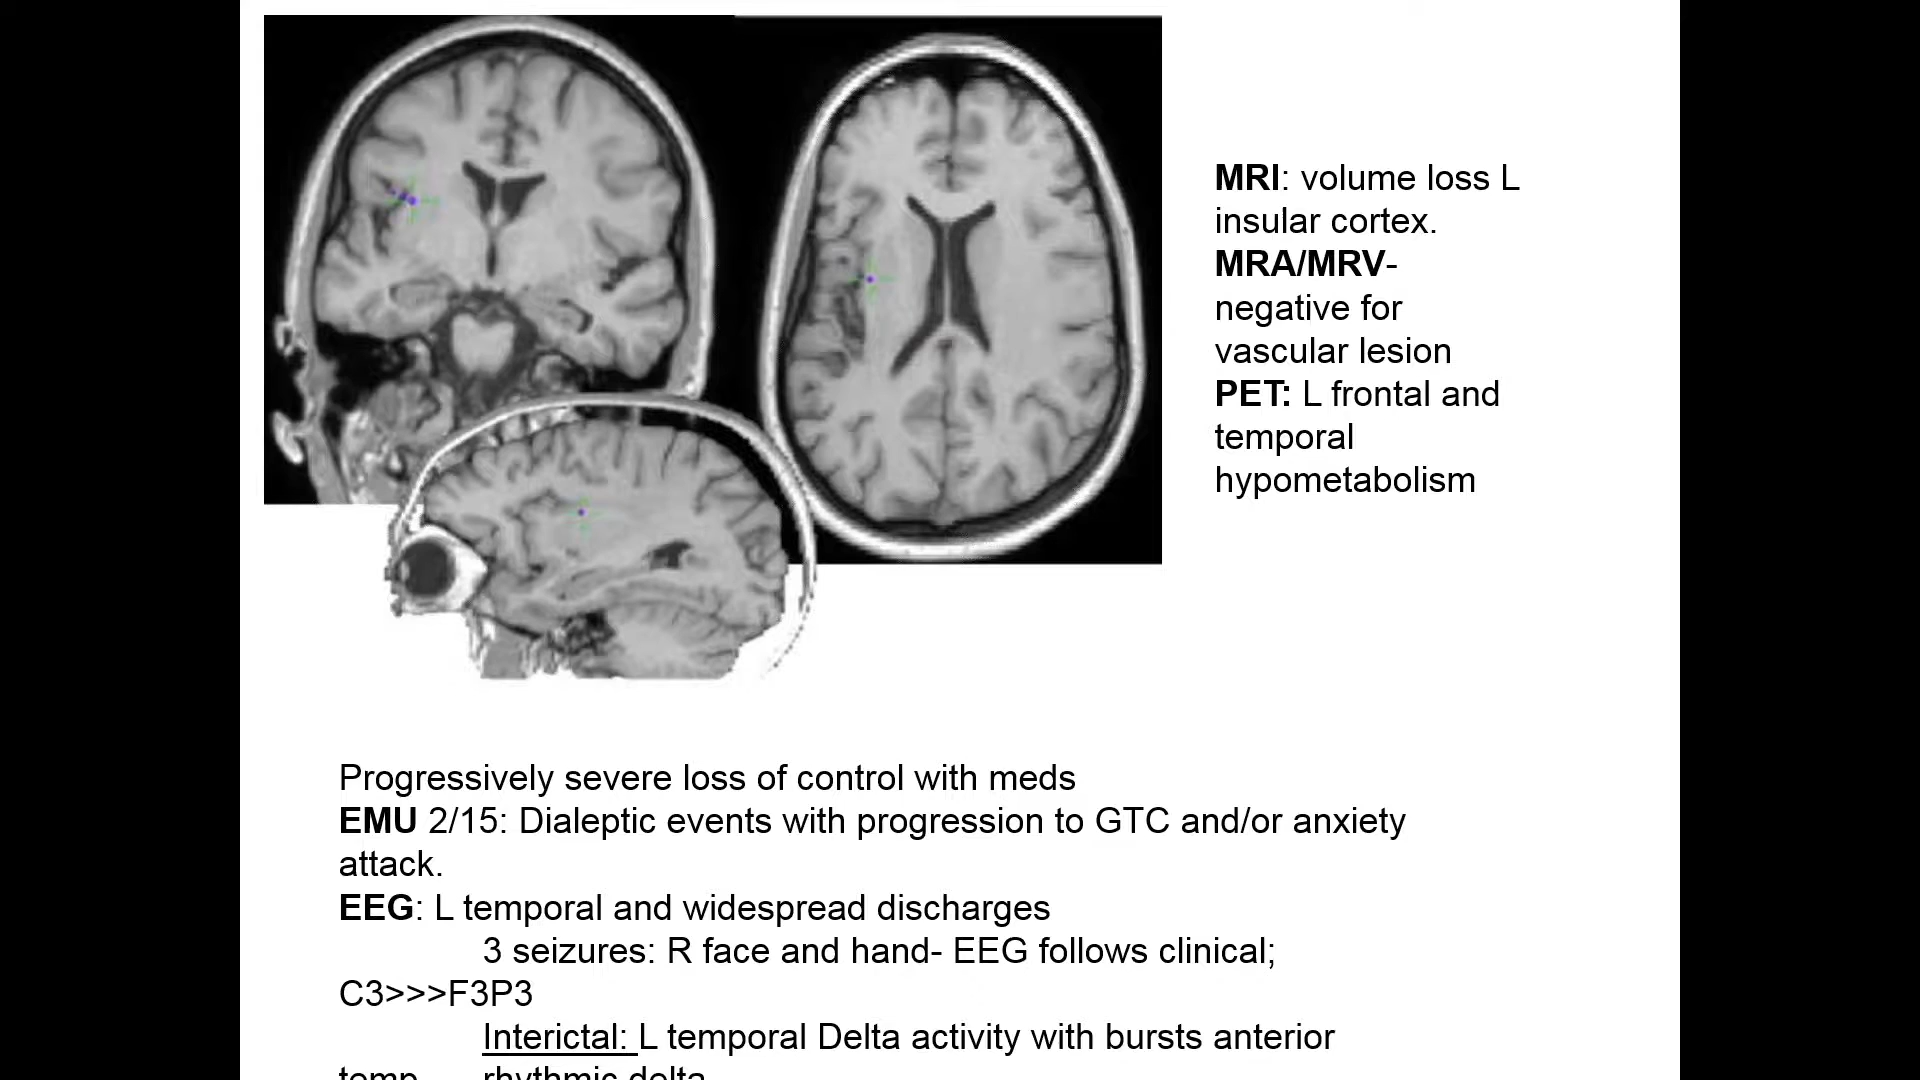 MRI: volume loss L
insular cortex.
MRA/MRV-
negative for
vascular lesion
PET: L frontal and
temporal
hypometabolism
Progressively severe loss of control with meds
EMU 2/15: Dialeptic events with progression to GTC and/or anxiety
attack.
EEG: L temporal and widespread discharges
3 seizures: R face and hand- EEG follows clinical;
C3>>>F3P3
Interictal: L temporal Delta activity with bursts anterior
temp rhythmic delta